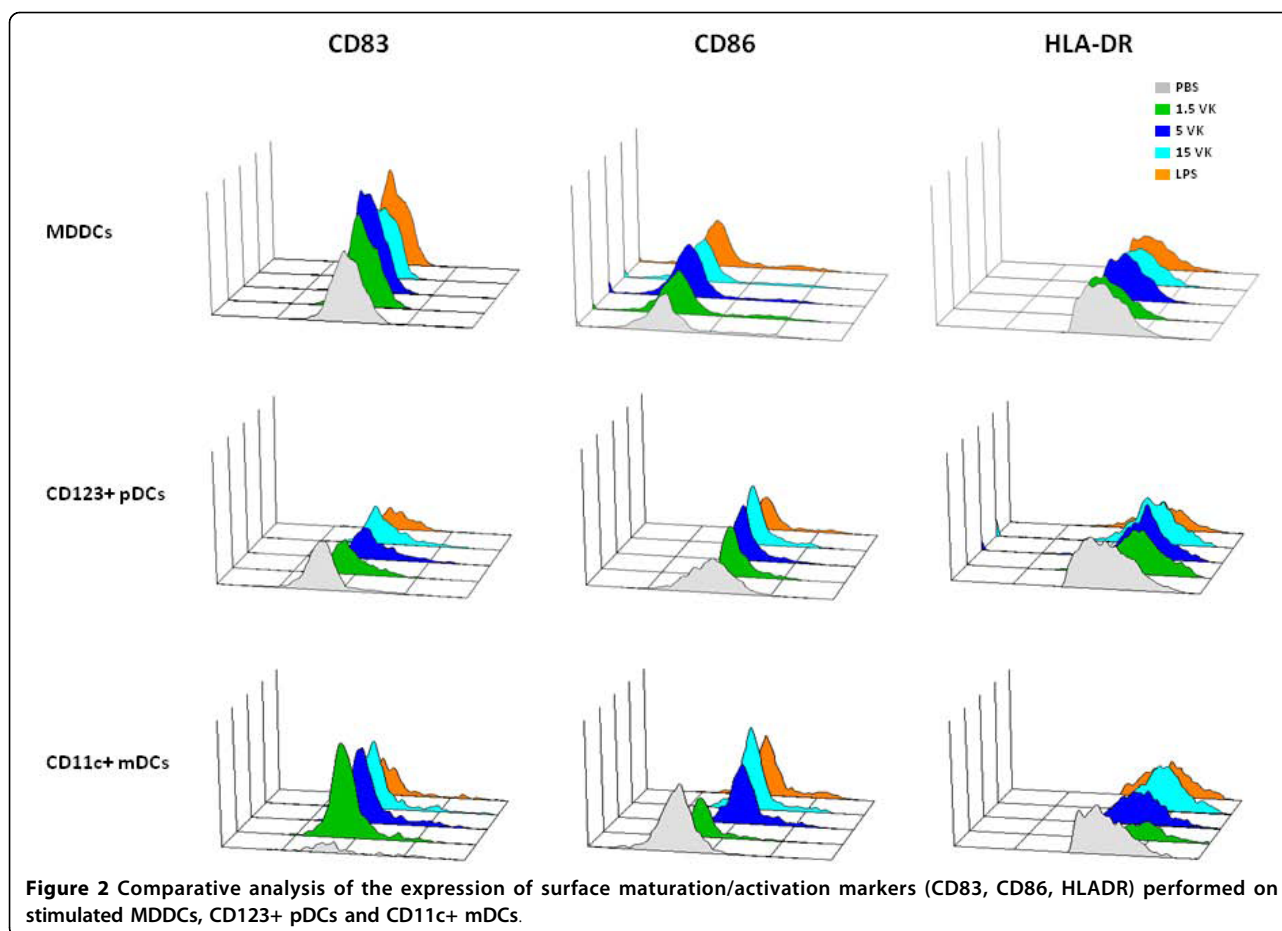 CD83
CD86
HLA-DR
PBS
1.5 VK
5 VK
15 VK
LPS
MDDCs
CD123+ pDCs
CD11c+ mDCs
Figure 2 Comparative analysis of the expression of surface maturation/activation markers (CD83, CD86, HLADR) performed on
stimulated MDDCs, CD123+ pDCs and CD11c+ mDCs.